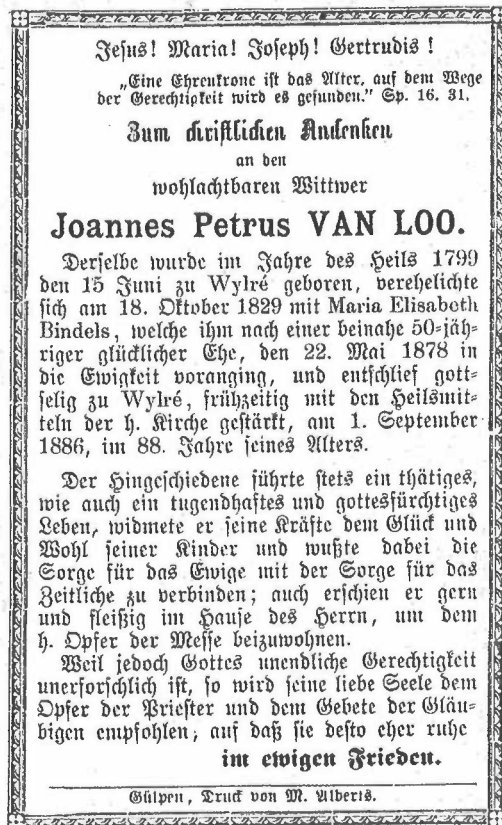 Jesus! Maria! Joseph! Gertrudis!
„Eine Ehrenkrone ist das Alter, auf dem Wege
der Gerechtigkeit wird es gefunden.” Sp. 16. 31.
Zum christlichen Andenken
an den
wohlachtbaren Wittwer
Joannes Petrus VAN LOO.
Derselbe wurde im Jahre des Heils 1799
den 15 Juni zu Wylré geboren, verehelichte
sich am 18. Oktober 1829 mit Maria Elisabeth
Bindels, welche ihm nach einer beinahe 50=jäh=
riger glücklicher Ehe, den 22. Mai 1878 in
die Ewigkeit voranging, und entschlief gott=
selig zu Wylré, frühzeitig mit den Heilsmit=
teln der h. Kirche gestärkt, am 1. September
1886, im 88. Jahre seines Alters.
Der Hingeschiedene führte stets ein thätiges,
wie auch ein tugendhaftes und gottesfürchtiges
Leben, widmete er seine Kräfte dem Glück und
Wohl seiner Kinder und wußte dabei die
Sorge für das Ewige mit der Sorge für das
Zeitliche zu verbinden; auch erschien er gern
und fleißig im Hause des Herrn, um dem
h. Opfer der Messe beizuwohnen.
Weil jedoch Gottes unendliche Gerechtigkeit
unerforschlich ist, so wird seine liebe Seele dem
Opfer der Priester und dem Gebete der Gläu=
bigen empfohlen, auf daß sie desto eher ruhe
im ewigen Frieden.
Gülpen, Druck von M. Alberts.